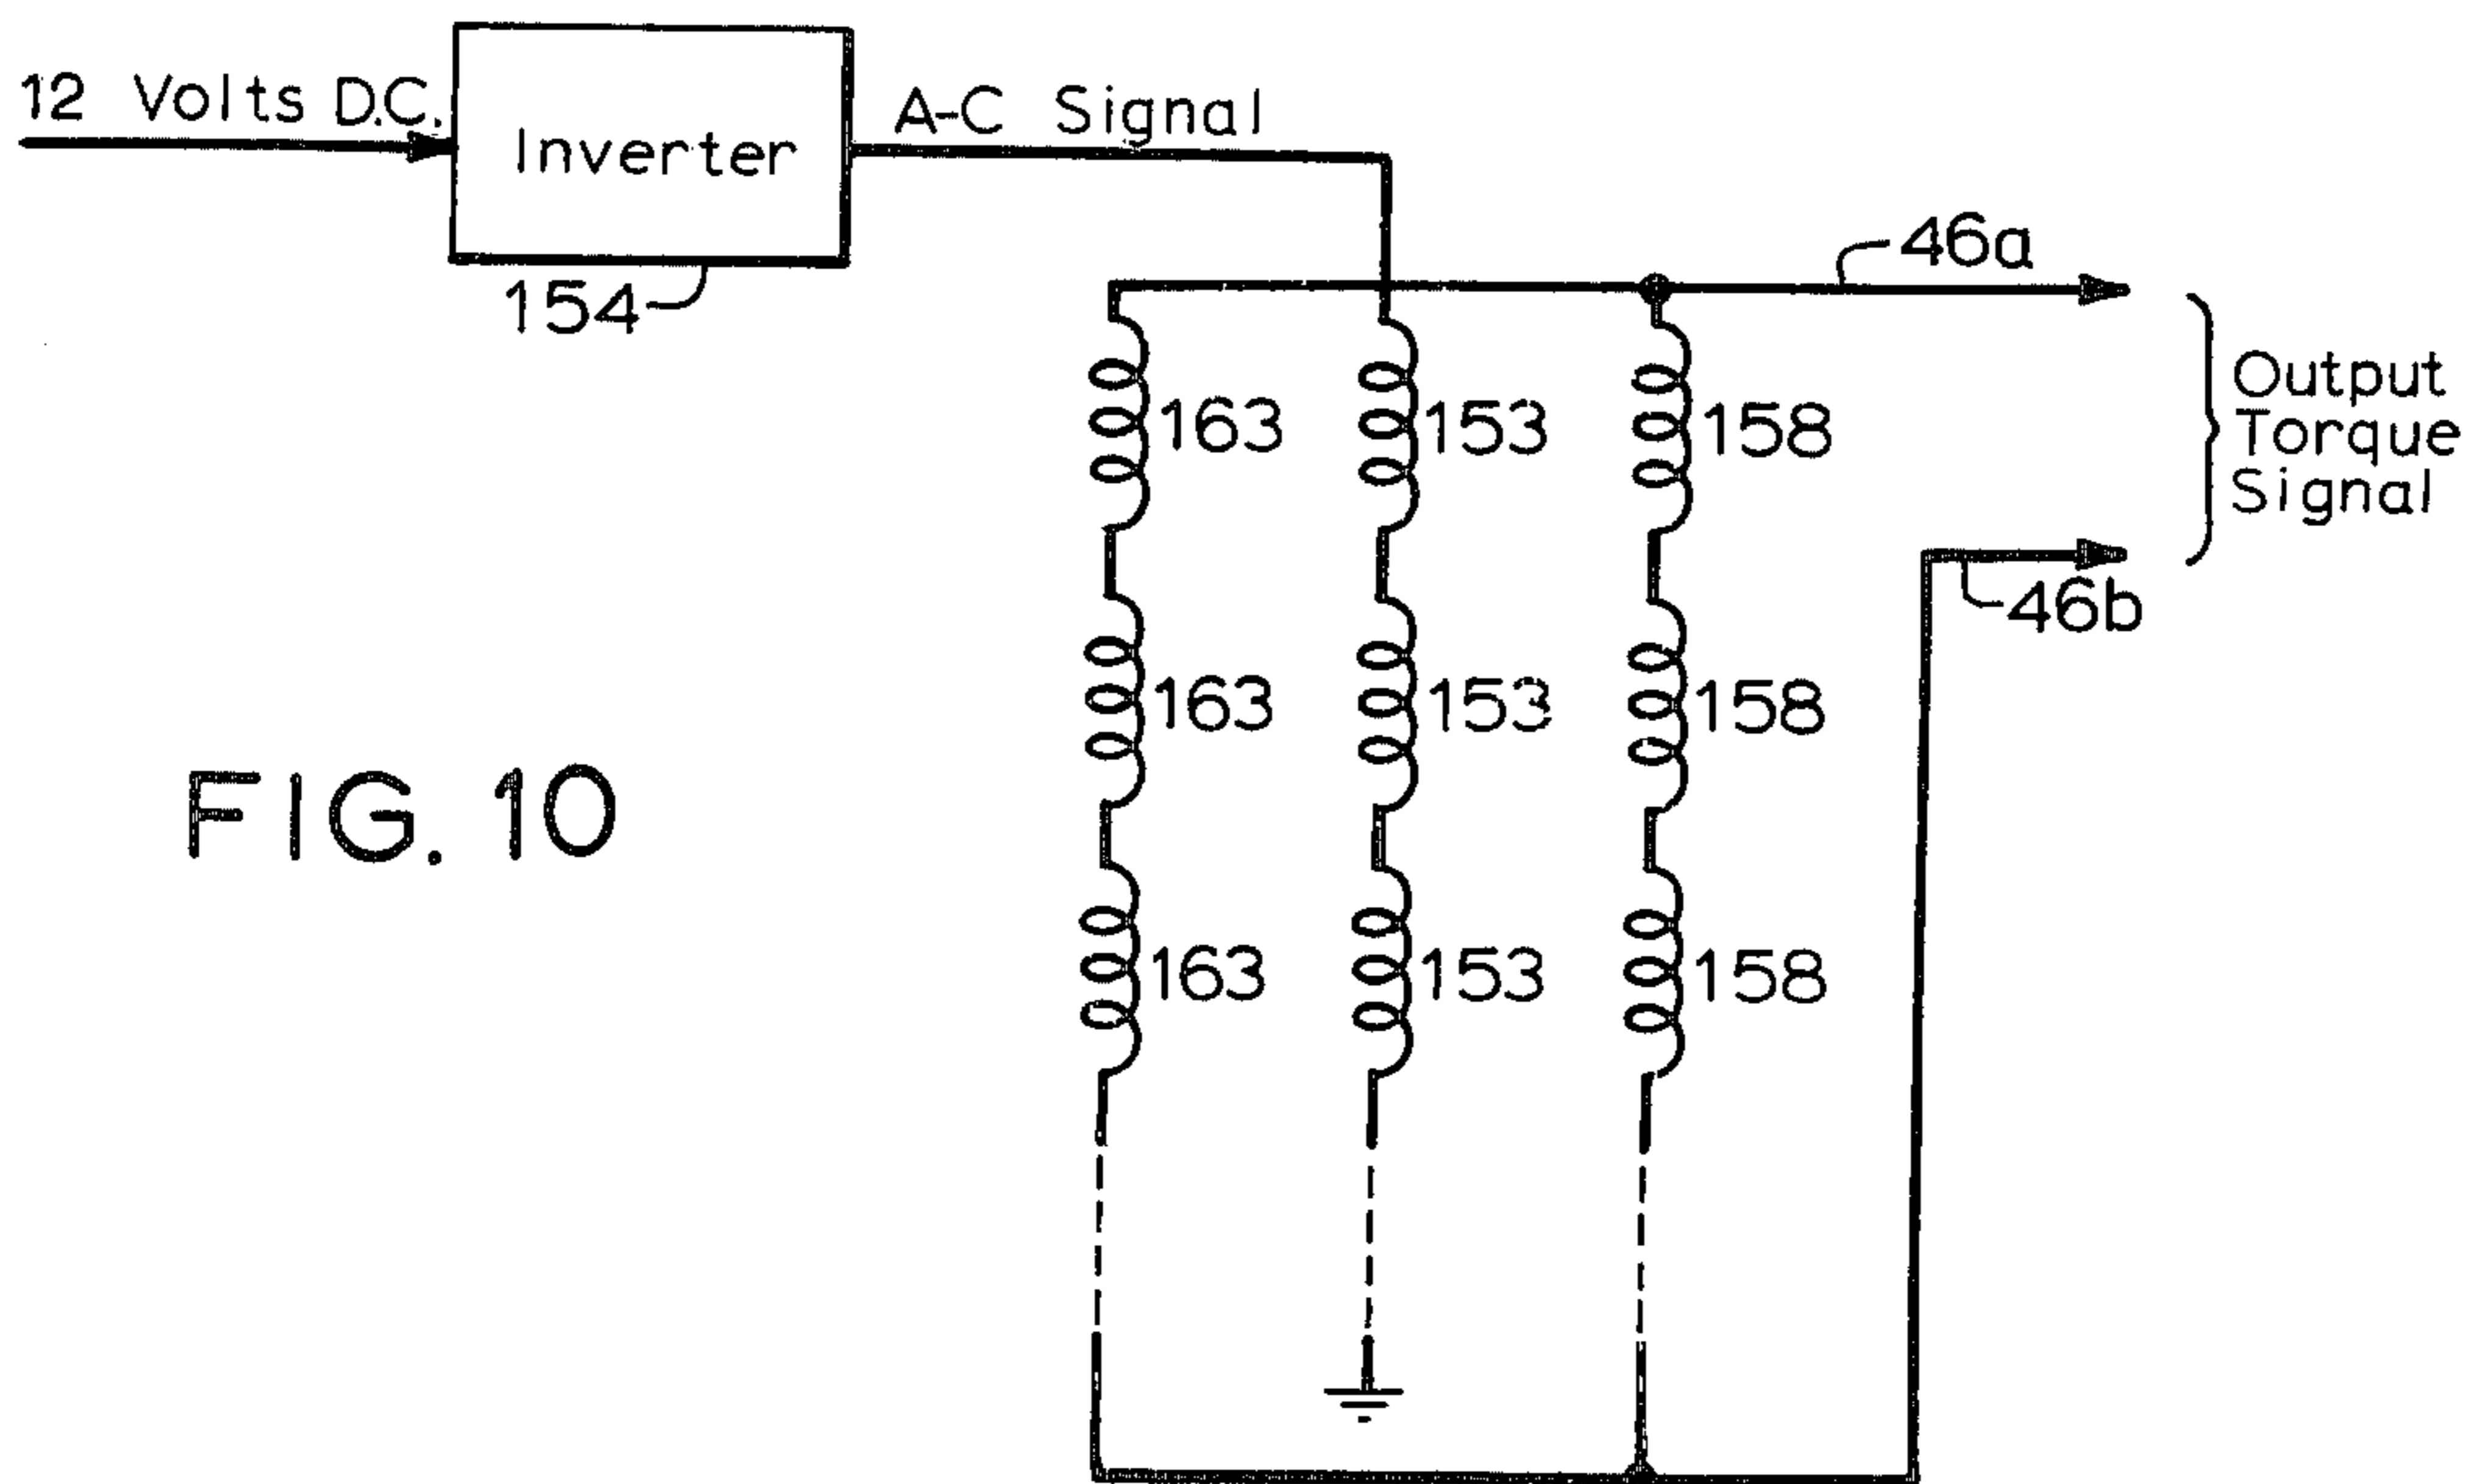 12 Volts D.C.
Inverter
A-C Signal
154
46a
Output
Torque
Signal
46b
163
153
158
163
153
158
163
153
158
FIG. 10